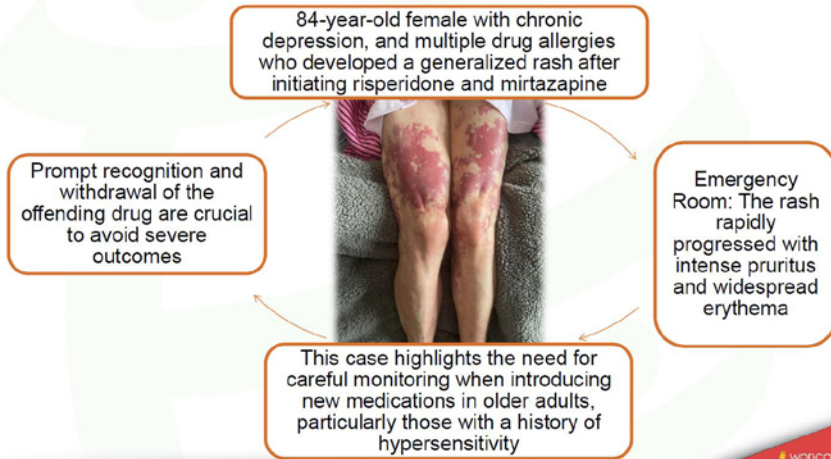 84-year-old female with chronic
depression, and multiple drug allergies
who developed a generalized rash after
initiating risperidone and mirtazapine
Emergency
Room: The rash
rapidly
progressed with
intense pruritus
and widespread
erythema
This case highlights the need for
careful monitoring when introducing
new medications in older adults,
particularly those with a history of
hypersensitivity
Prompt recognition and
withdrawal of the
offending drug are crucial
to avoid severe
outcomes